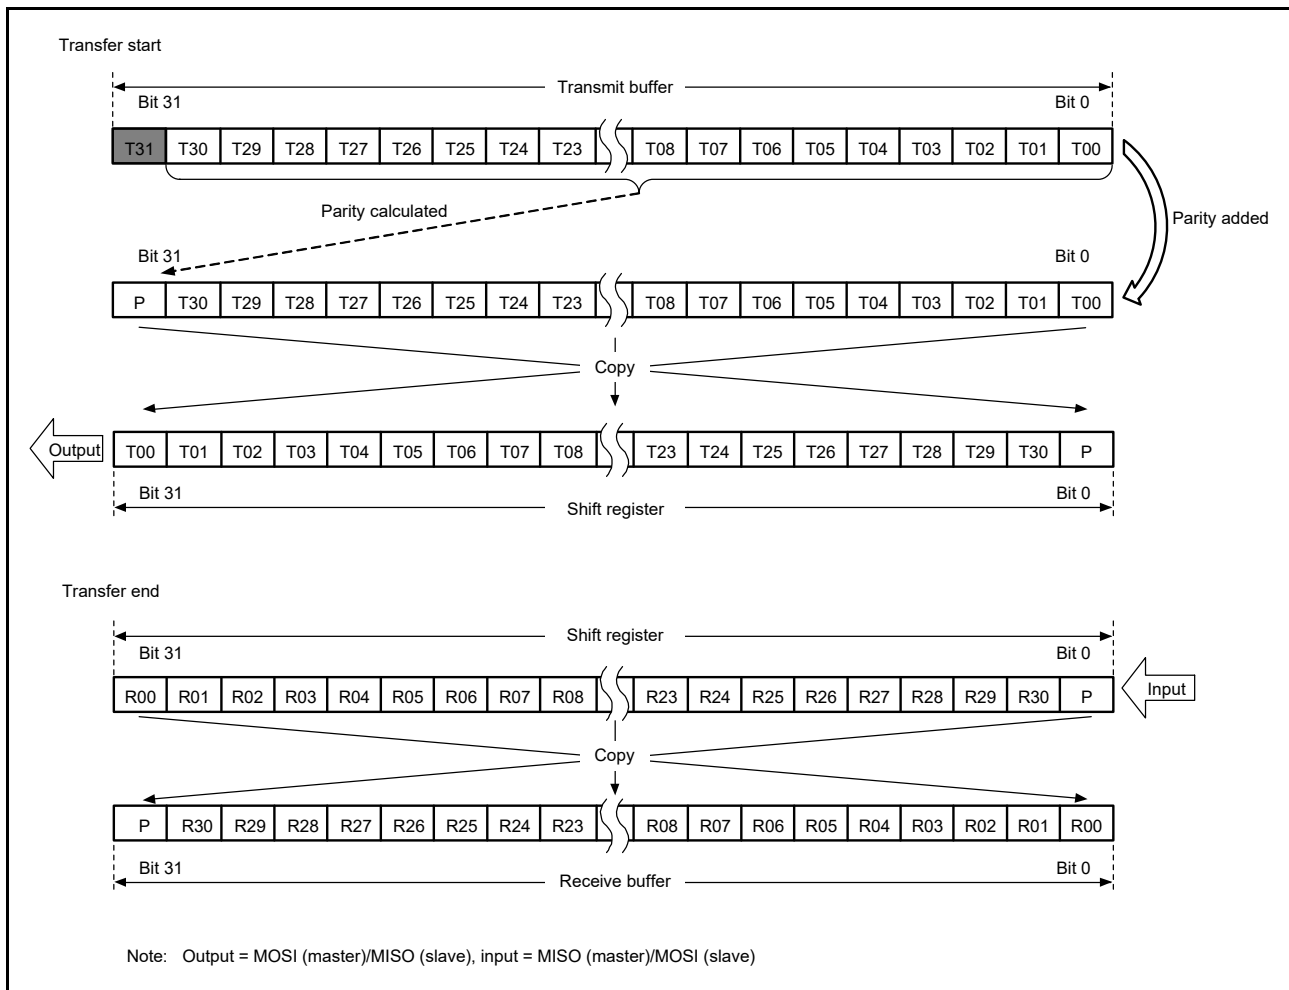 Transfer start
Transmit buffer
Bit 31 Bit 0
T31 T30 T29 T28 T27 T26 T25 T24 T23 T08 T07 T06 T05 T04 T03 T02 T01 T00
Parity calculated
Parity added
Bit 31 Bit 0
P T30 T29 T28 T27 T26 T25 T24 T23 T08 T07 T06 T05 T04 T03 T02 T01 T00
Copy
Output
T00 T01 T02 T03 T04 T05 T06 T07 T08 T23 T24 T25 T26 T27 T28 T29 T30 P
Bit 31 Bit 0
Shift register
Transfer end
Shift register
Bit 31 Bit 0
R00 R01 R02 R03 R04 R05 R06 R07 R08 R23 R24 R25 R26 R27 R28 R29 R30 P
Input
Copy
P R30 R29 R28 R27 R26 R25 R24 R23 R08 R07 R06 R05 R04 R03 R02 R01 R00
Bit 31 Bit 0
Receive buffer
Note: Output = MOSI (master)/MISO (slave), input = MISO (master)/MOSI (slave)